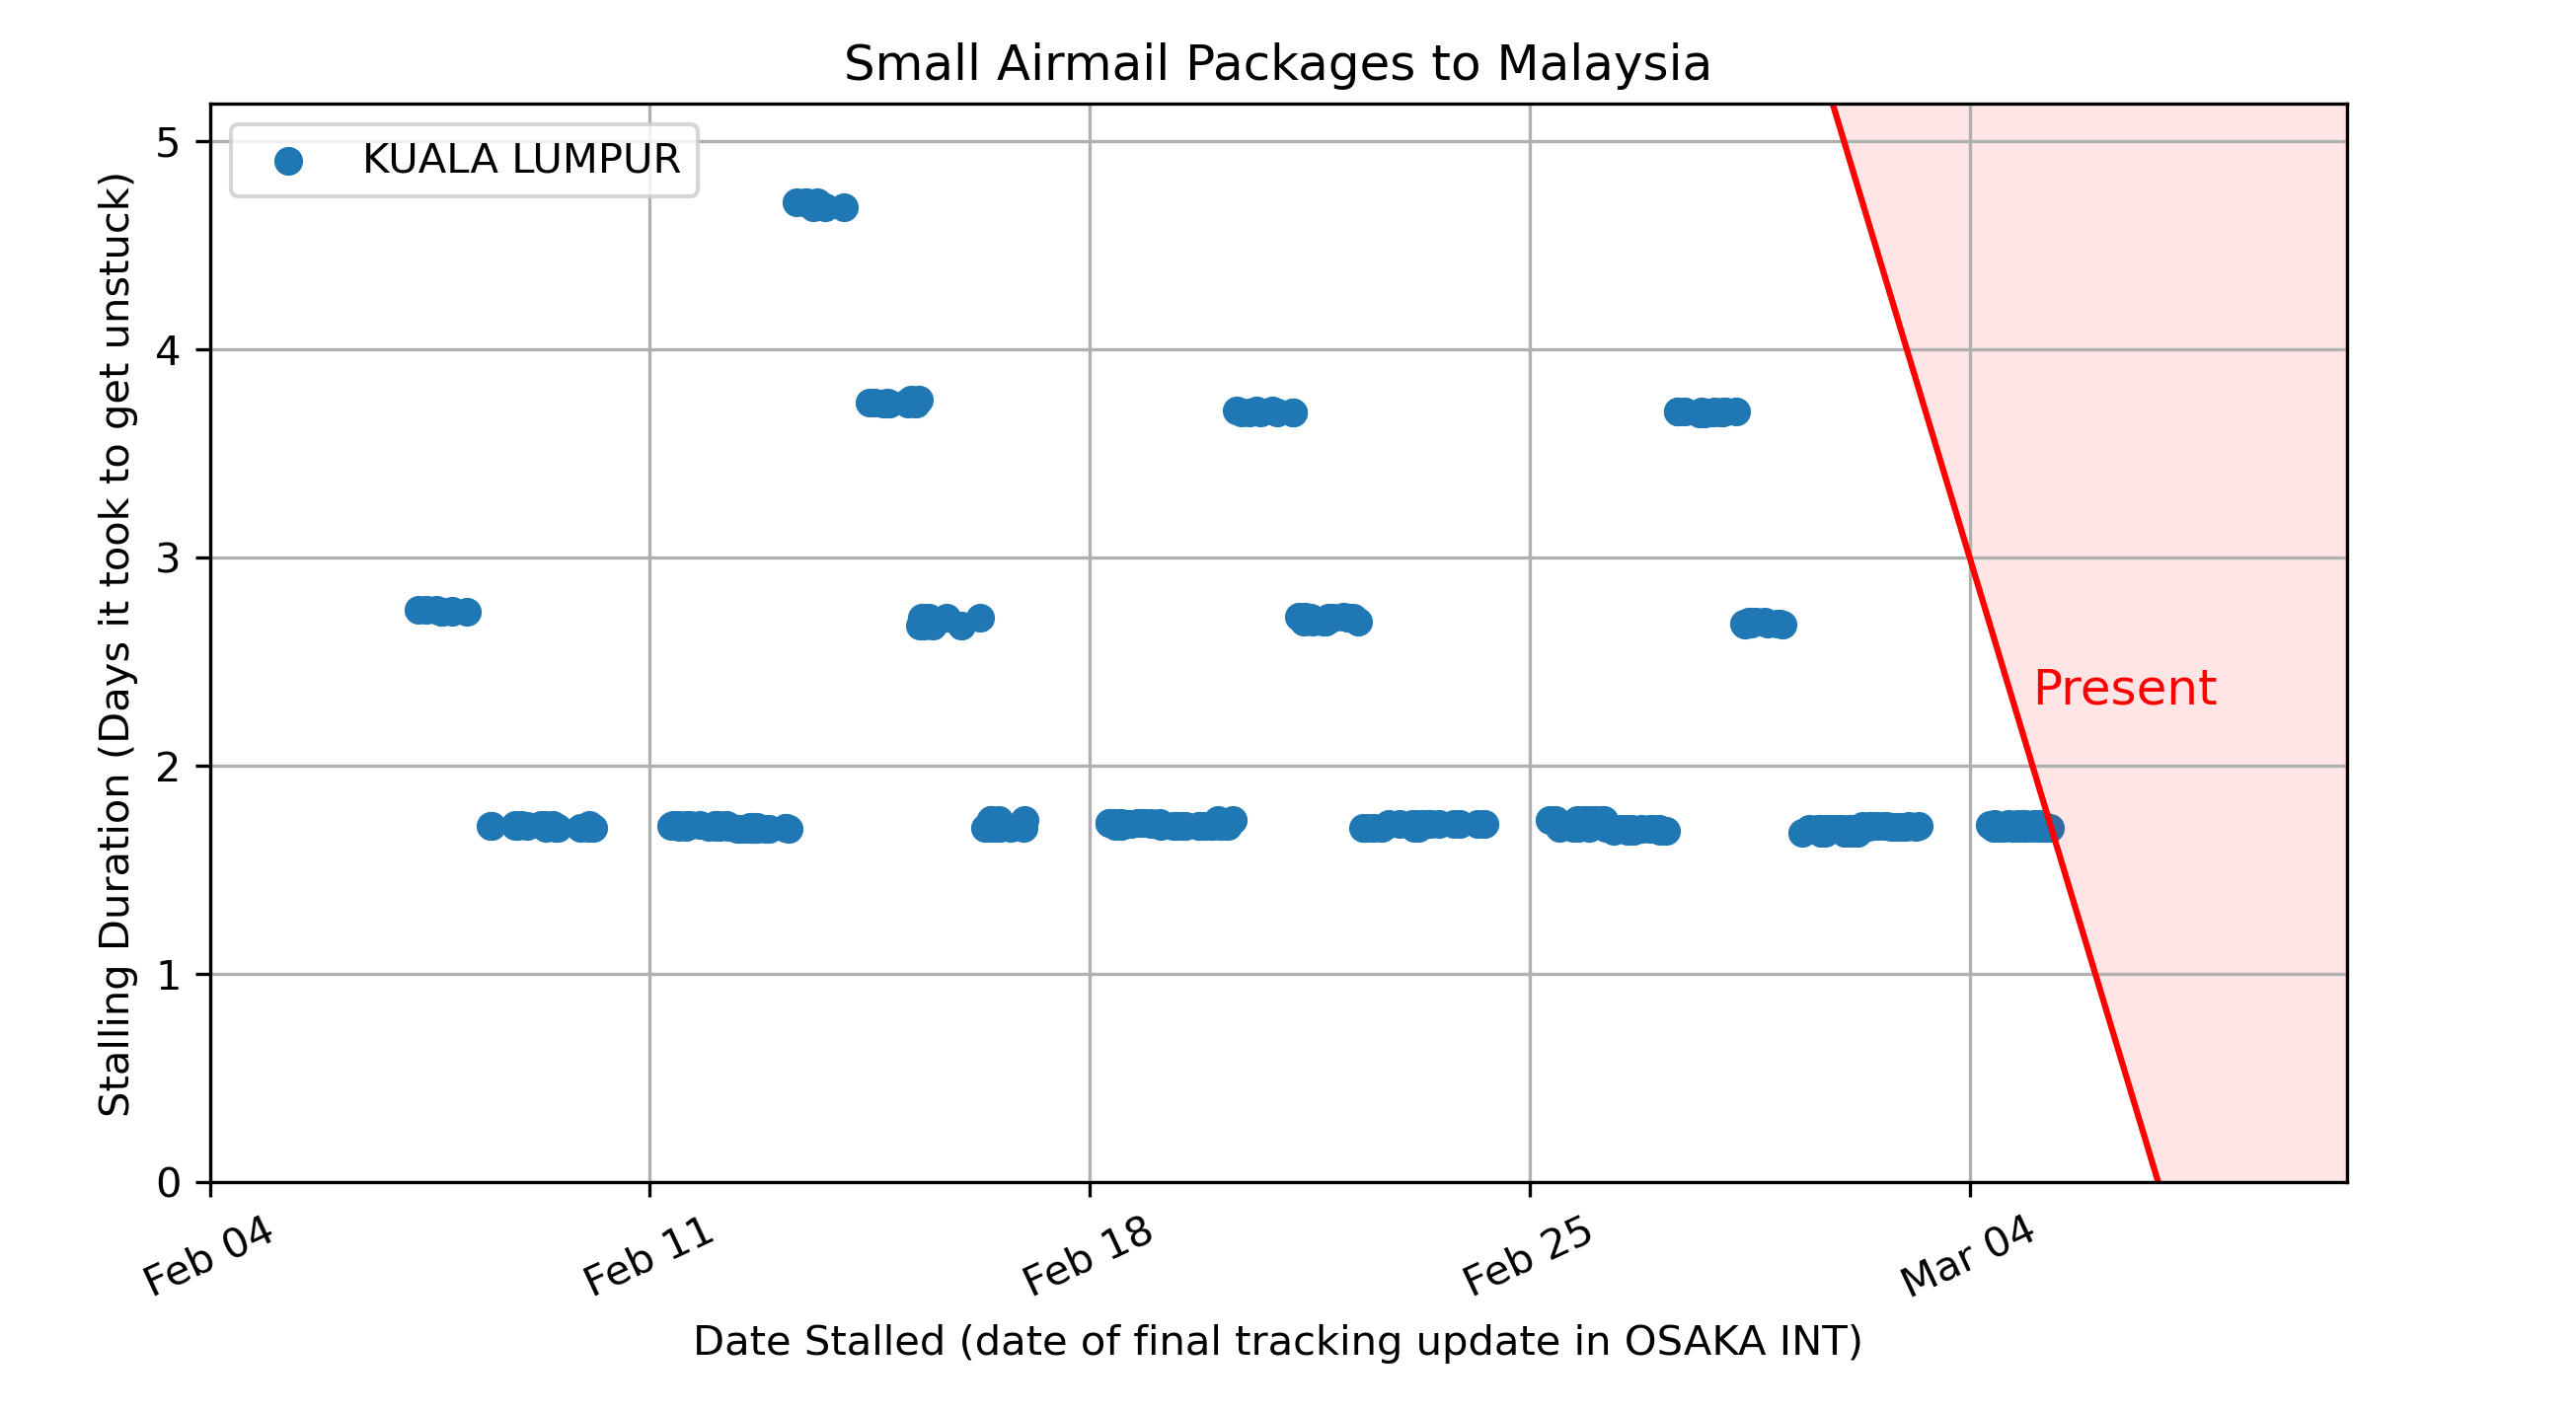 Small Airmail Packages to Malaysia
KUALA LUMPUR
Stalling Duration (Days it took to get unstuck)
5
4
3
2
1
0
Present
Feb 04
Feb 11
Feb 18
Feb 25
Mar 04
Date Stalled (date of final tracking update in OSAKA INT)